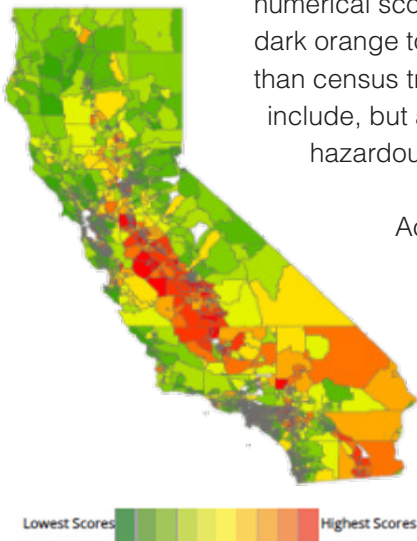 numerical sco
dark orange to
than census tr
include, but a
hazardou
Ac
Lowest Scores
Highest Scores